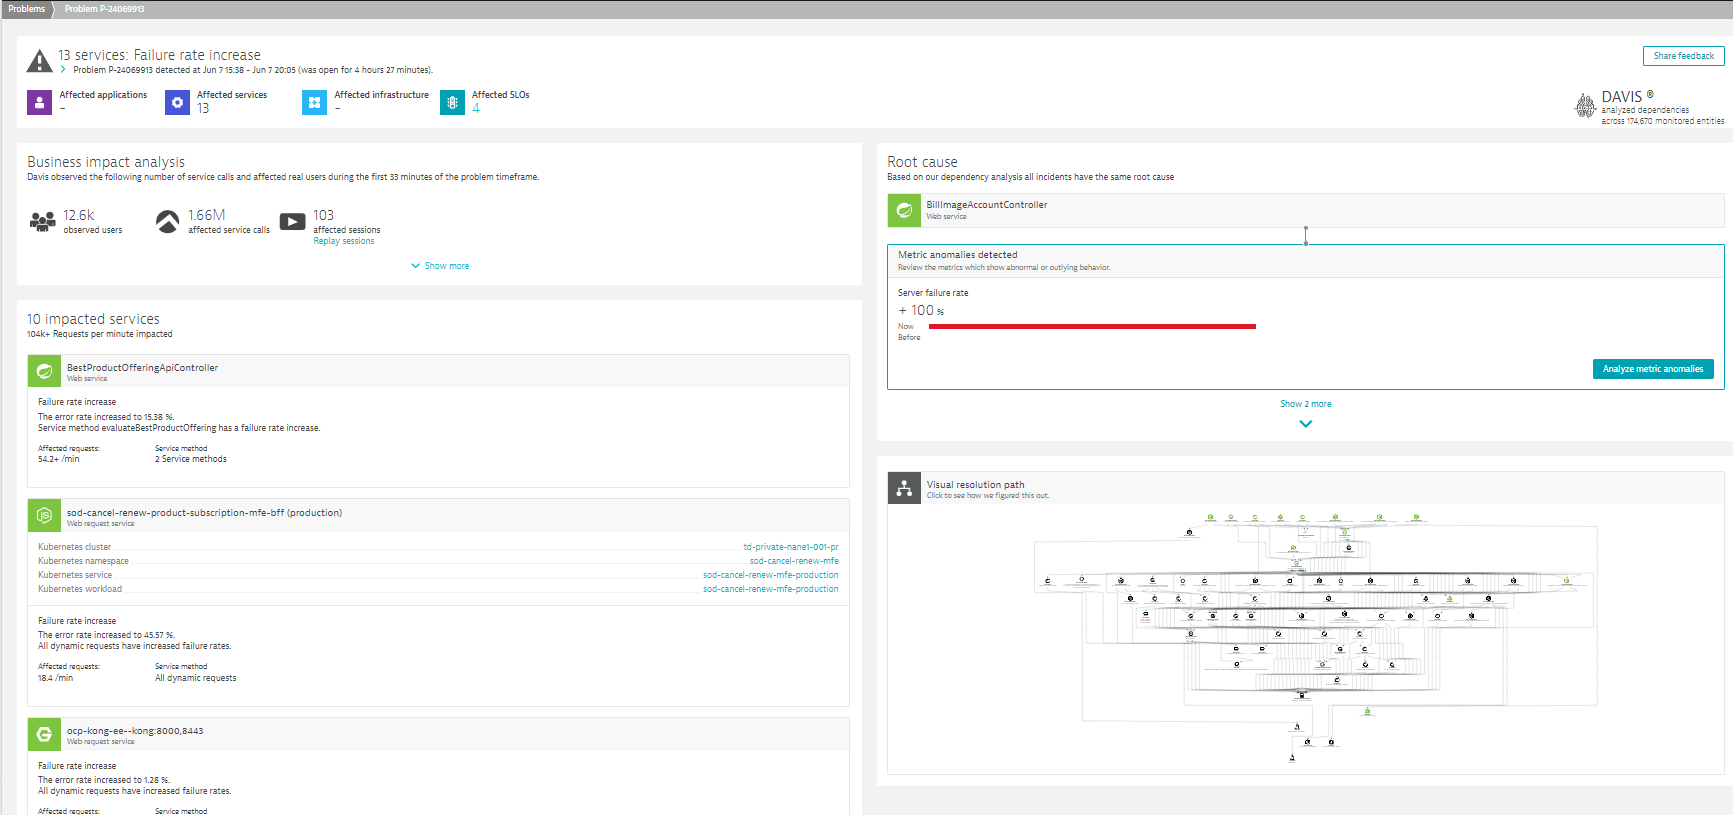 Problems
Problem P-24069913
13 services: Failure rate increase
Problem P-24069913 detected at Jun 7 15:38 - Jun 7 20:05 (was open for 4 hours 27 minutes).
Share feedback
Affected applications
–
Affected services
13
Affected infrastructure
–
Affected SLOs
4
DAVIS ®
analyzed dependencies
across 174,670 monitored entities
Business impact analysis
Davis observed the following number of service calls and affected real users during the first 33 minutes of the problem timeframe.
12.6k
observed users
1.66M
affected service calls
103
affected sessions
Replay sessions
Show more
10 impacted services
104k+ Requests per minute impacted
BestProductOfferingApiController
Web service
Failure rate increase
The error rate increased to 15.38 %.
Service method evaluateBestProductOffering has a failure rate increase.
Affected requests:
54.2+ /min
Service method
2 Service methods
JS
sod-cancel-renew-product-subscription-mfe-bff (production)
Web request service
Kubernetes cluster td-private-nane1-001-pr
Kubernetes namespace sod-cancel-renew-mfe
Kubernetes service sod-cancel-renew-mfe-production
Kubernetes workload sod-cancel-renew-mfe-production
Failure rate increase
The error rate increased to 45.57 %.
All dynamic requests have increased failure rates.
Affected requests:
18.4 /min
Service method
All dynamic requests
ocp-kong-ee--kong:8000,8443
Web request service
Failure rate increase
The error rate increased to 1.28 %.
All dynamic requests have increased failure rates.
Affected requests:
Service method
Root cause
Based on our dependency analysis all incidents have the same root cause
BillImageAccountController
Web service
Metric anomalies detected
Review the metrics which show abnormal or outlying behavior.
Server failure rate
+ 100 %
Now
Before
Analyze metric anomalies
Show 2 more
Visual resolution path
Click to see how we figured this out.